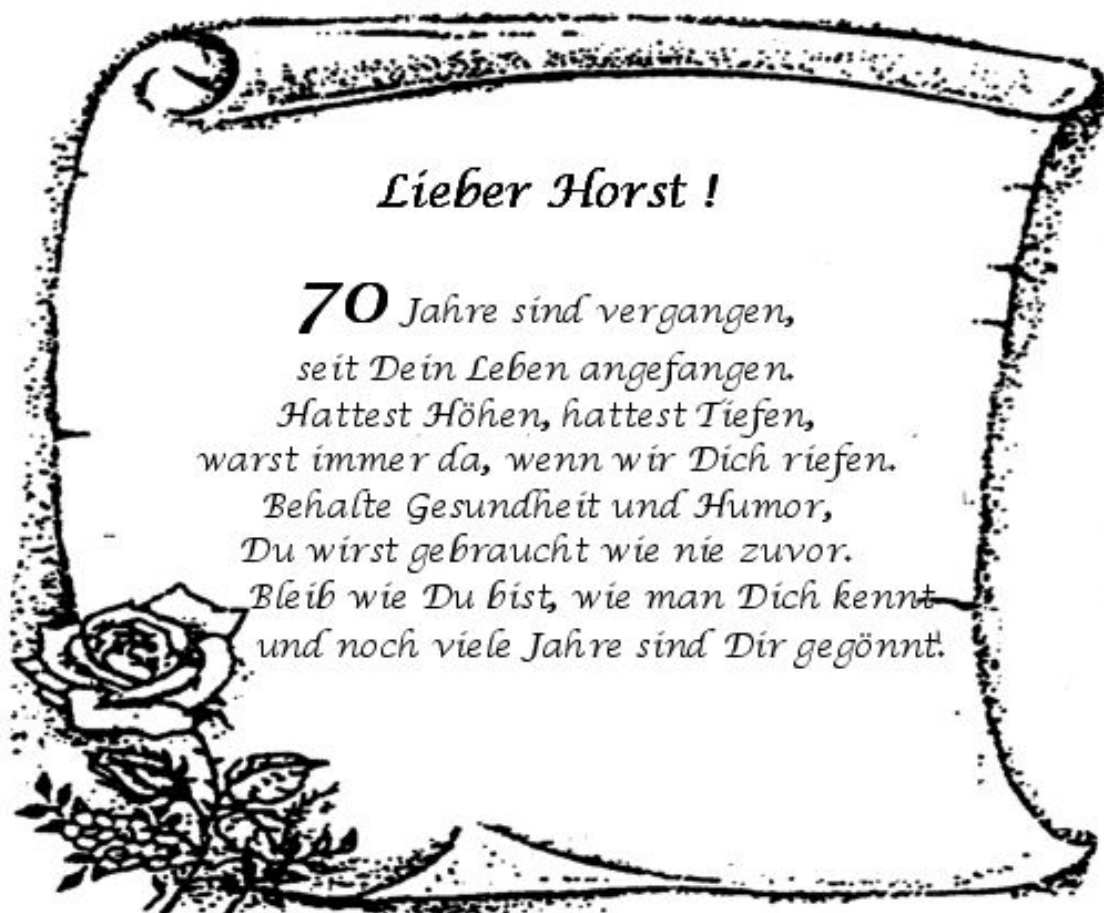 Lieber Horst !
70 Jahre sind vergangen,
seit Dein Leben angefangen.
Hattest Höhen, hattest Tiefen,
warst immer da, wenn wir Dich riefen.
Behalte Gesundheit und Humor,
Du wirst gebraucht wie nie zuvor.
Bleib wie Du bist, wie man Dich kennt
und noch viele Jahre sind Dir gegönnt.